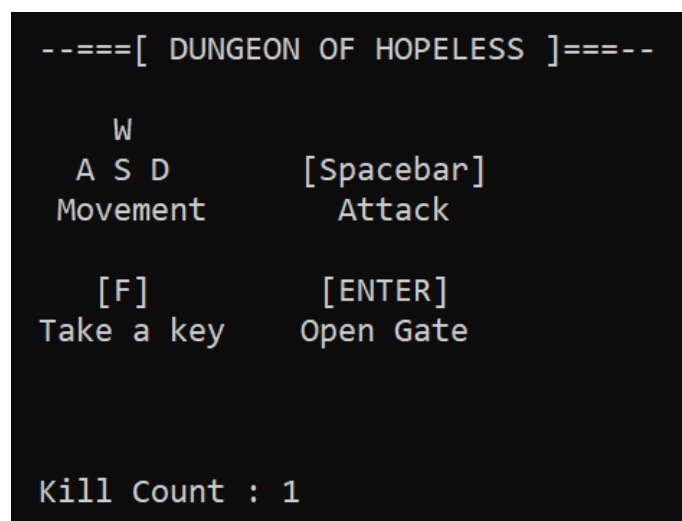 --===[ DUNGEON OF HOPELESS ]===--
W
A S D [Spacebar]
Movement Attack
[F] [ENTER]
Take a key Open Gate
Kill Count : 1